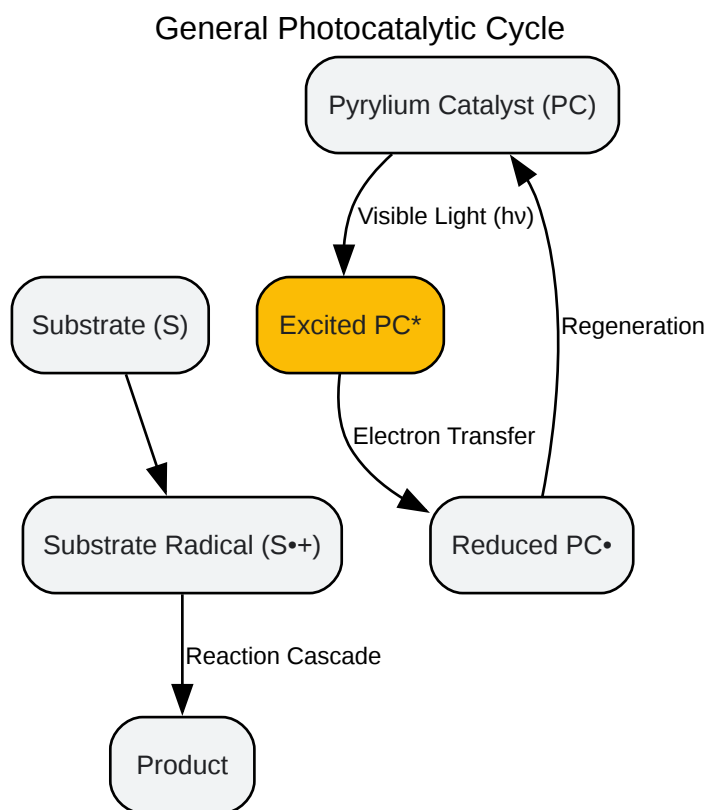 General Photocatalytic Cycle
Pyrylium Catalyst (PC)
Visible Light (hν)
Substrate (S)
Excited PC*
Regeneration
Electron Transfer
Substrate Radical (S•+)
Reduced PC•
Reaction Cascade
Product